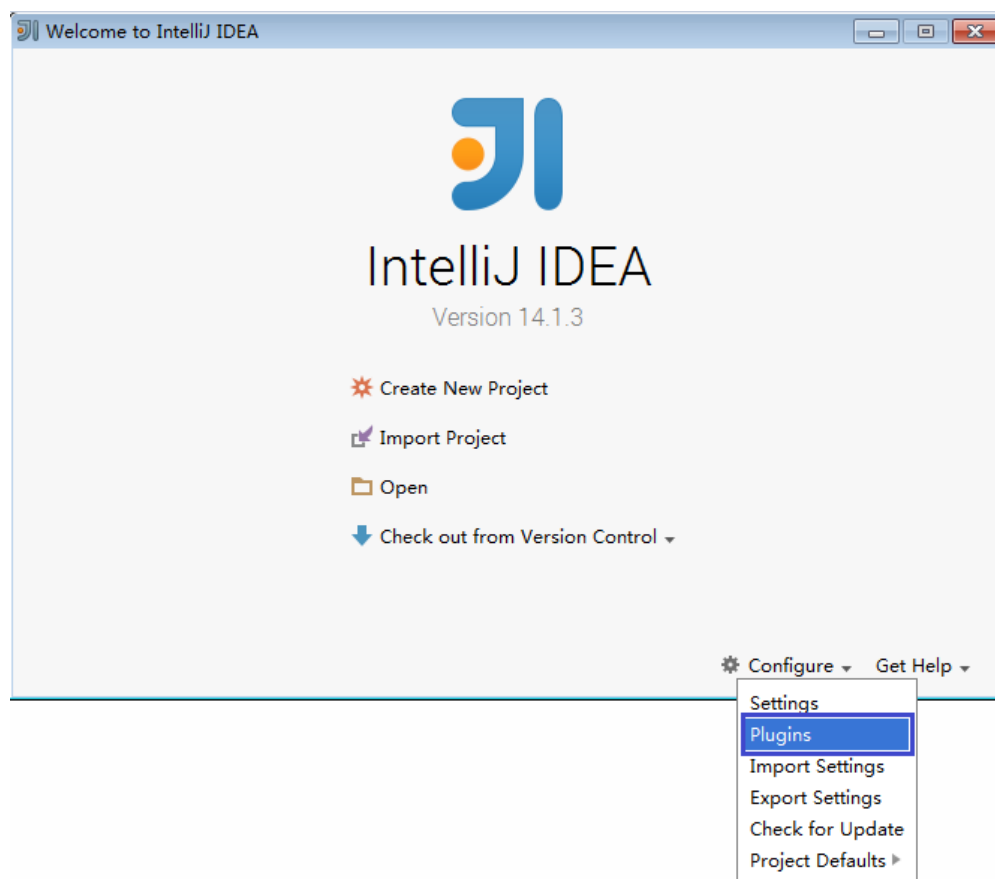 Welcome to IntelliJ IDEA
IntelliJ IDEA
Version 14.1.3
Create New Project
Import Project
Open
Check out from Version Control
Configure Get Help
Settings
Plugins
Import Settings
Export Settings
Check for Update
Project Defaults